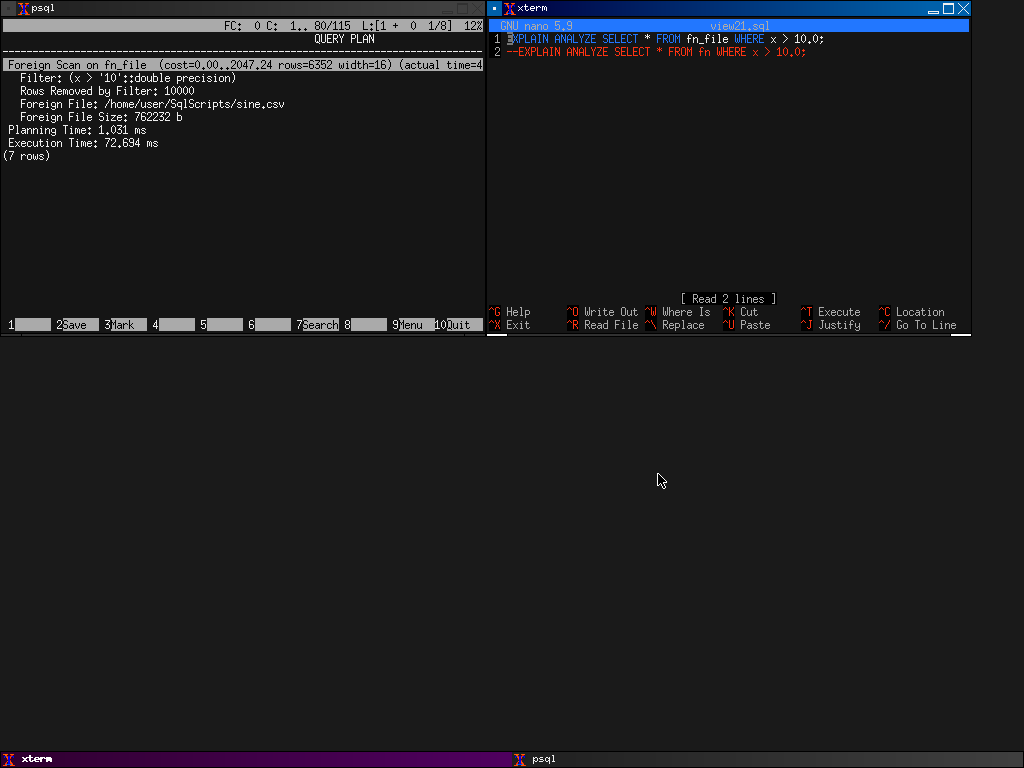 psql
FC:  0 C:  1.. 80/115  L:[1 +  0  1/8]  12%
QUERY PLAN
Foreign Scan on fn_file  (cost=0.00..2047.24 rows=6352 width=16) (actual time=4
Filter: (x > '10'::double precision)
Rows Removed by Filter: 10000
Foreign File: /home/user/SqlScripts/sine.csv
Foreign File Size: 762232 b
Planning Time: 1.031 ms
Execution Time: 72.694 ms
(7 rows)
1 2Save 3Mark 4 5 6 7Search 8 9Menu 10Quit
xterm
GNU nano 5.9 view21.sql
1 EXPLAIN ANALYZE SELECT * FROM fn_file WHERE x > 10.0;
2 --EXPLAIN ANALYZE SELECT * FROM fn WHERE x > 10.0;
[ Read 2 lines ]
^G Help ^O Write Out ^W Where Is ^K Cut ^T Execute ^C Location
^X Exit ^R Read File ^\ Replace ^U Paste ^J Justify ^/ Go To Line
xterm
psql